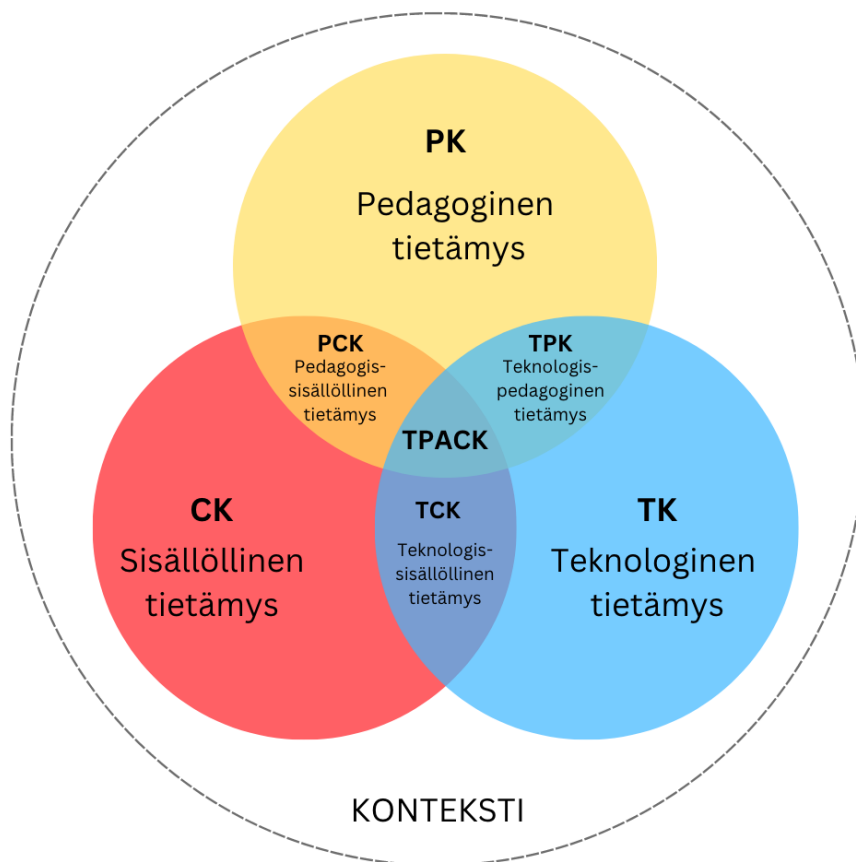 PK
Pedagoginen
tietämys
PCK
Pedagogis-
sisällöllinen
tietämys
TPK
Teknologis-
pedagoginen
tietämys
TPACK
CK
Sisällöllinen
tietämys
TCK
Teknologis-
sisällöllinen
tietämys
TK
Teknologinen
tietämys
KONTEKSTI